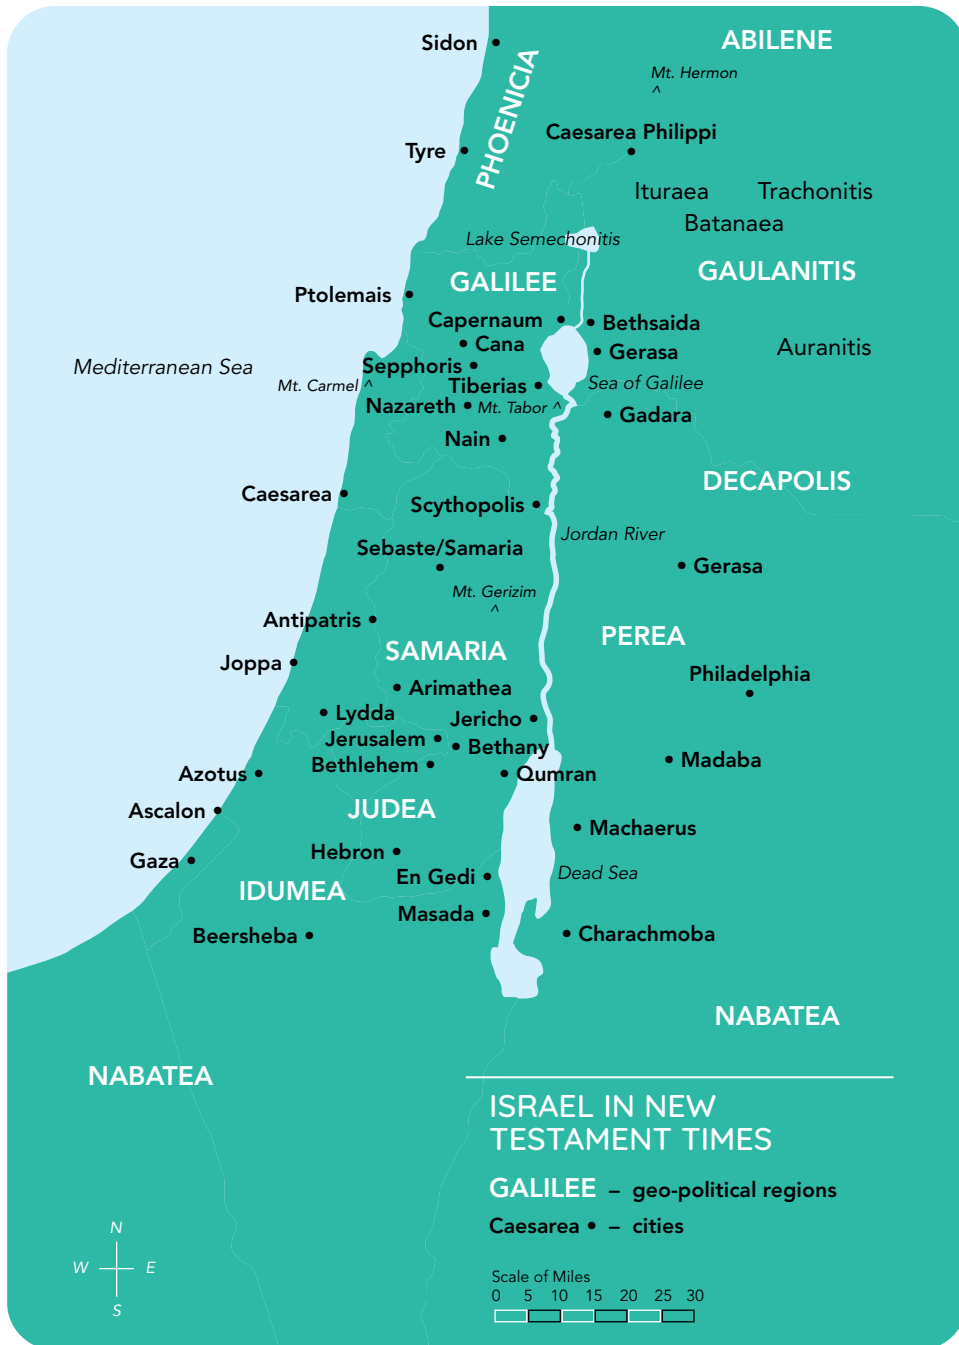 Sidon
ABILENE
Mt. Hermon
^
PHOENICIA
Caesarea Philippi
Tyre
Ituraea
Trachonitis
Batanaea
Lake Semechonitis
GAULANITIS
GALILEE
Ptolemais
Capernaum
Bethsaida
Cana
Gerasa
Auranitis
Mediterranean Sea
Sepphoris
Mt. Carmel ^
Tiberias
Sea of Galilee
Nazareth
Mt. Tabor ^
Gadara
Nain
DECAPOLIS
Caesarea
Scythopolis
Jordan River
Sebaste/Samaria
Gerasa
Mt. Gerizim
^
Antipatris
PEREA
SAMARIA
Joppa
Philadelphia
Arimathea
Lydda
Jericho
Jerusalem
Bethany
Madaba
Bethlehem
Azotus
Qumran
Ascalon
JUDEA
Machaerus
Hebron
Gaza
Dead Sea
En Gedi
IDUMEA
Masada
Beersheba
Charachmoba
NABATEA
NABATEA
ISRAEL IN NEW
TESTAMENT TIMES
GALILEE – geo-political regions
Caesarea • – cities
N
W E
S
Scale of Miles
0 5 10 15 20 25 30